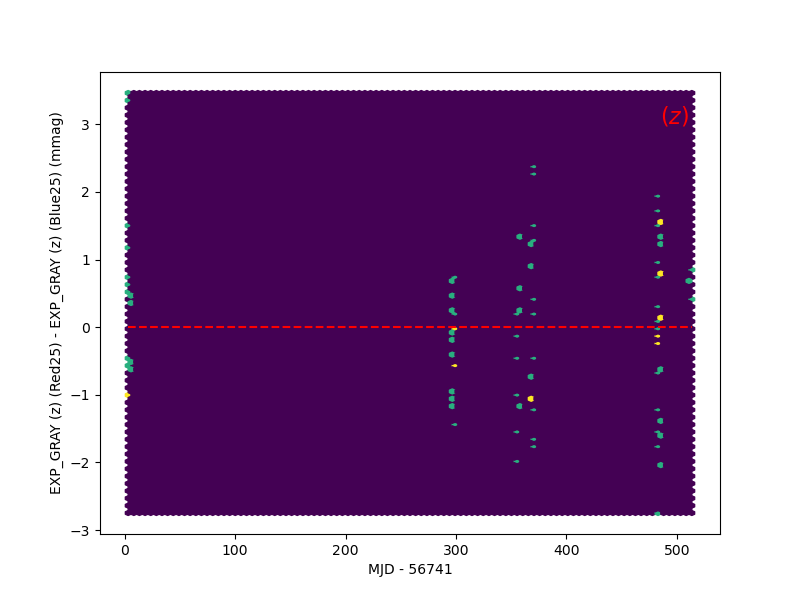 (z)
3
2
1
0
−1
−2
−3
EXP_GRAY (z) (Red25) - EXP_GRAY (z) (Blue25) (mmag)
0 100 200 300 400 500
MJD - 56741